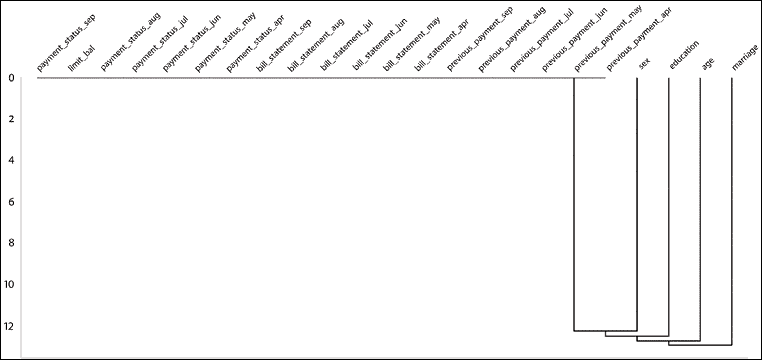 payment_status_sep
limit_bal
payment_status_aug
payment_status_jul
payment_status_jun
payment_status_may
payment_status_apr
bill_statement_sep
bill_statement_aug
bill_statement_jul
bill_statement_jun
bill_statement_may
bill_statement_apr
previous_payment_sep
previous_payment_aug
previous_payment_jul
previous_payment_jun
previous_payment_may
previous_payment_apr
sex
education
age
marriage
0
2
4
6
8
10
12